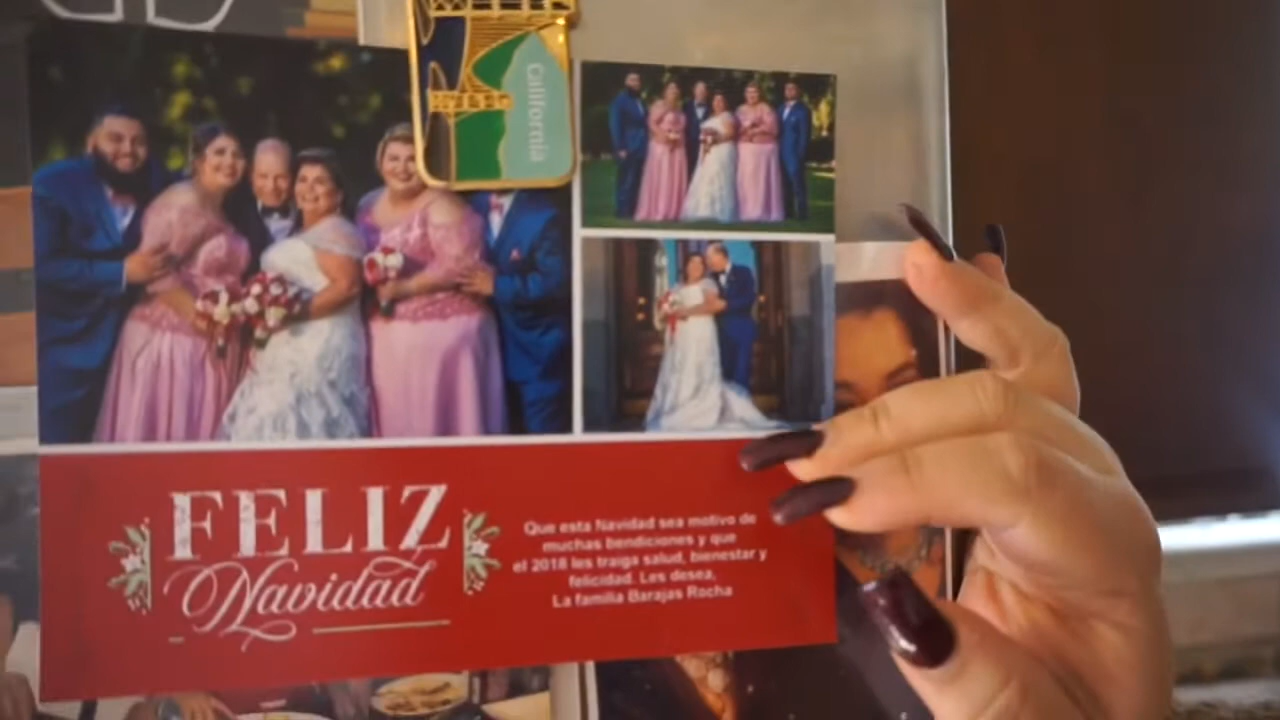 California
FELIZ
Navidad
Que esta Navidad sea motivo de
muchas bendiciones y que
el 2018 les traiga salud, bienestar y
felicidad. Les desea,
La familia Barajas Rocha